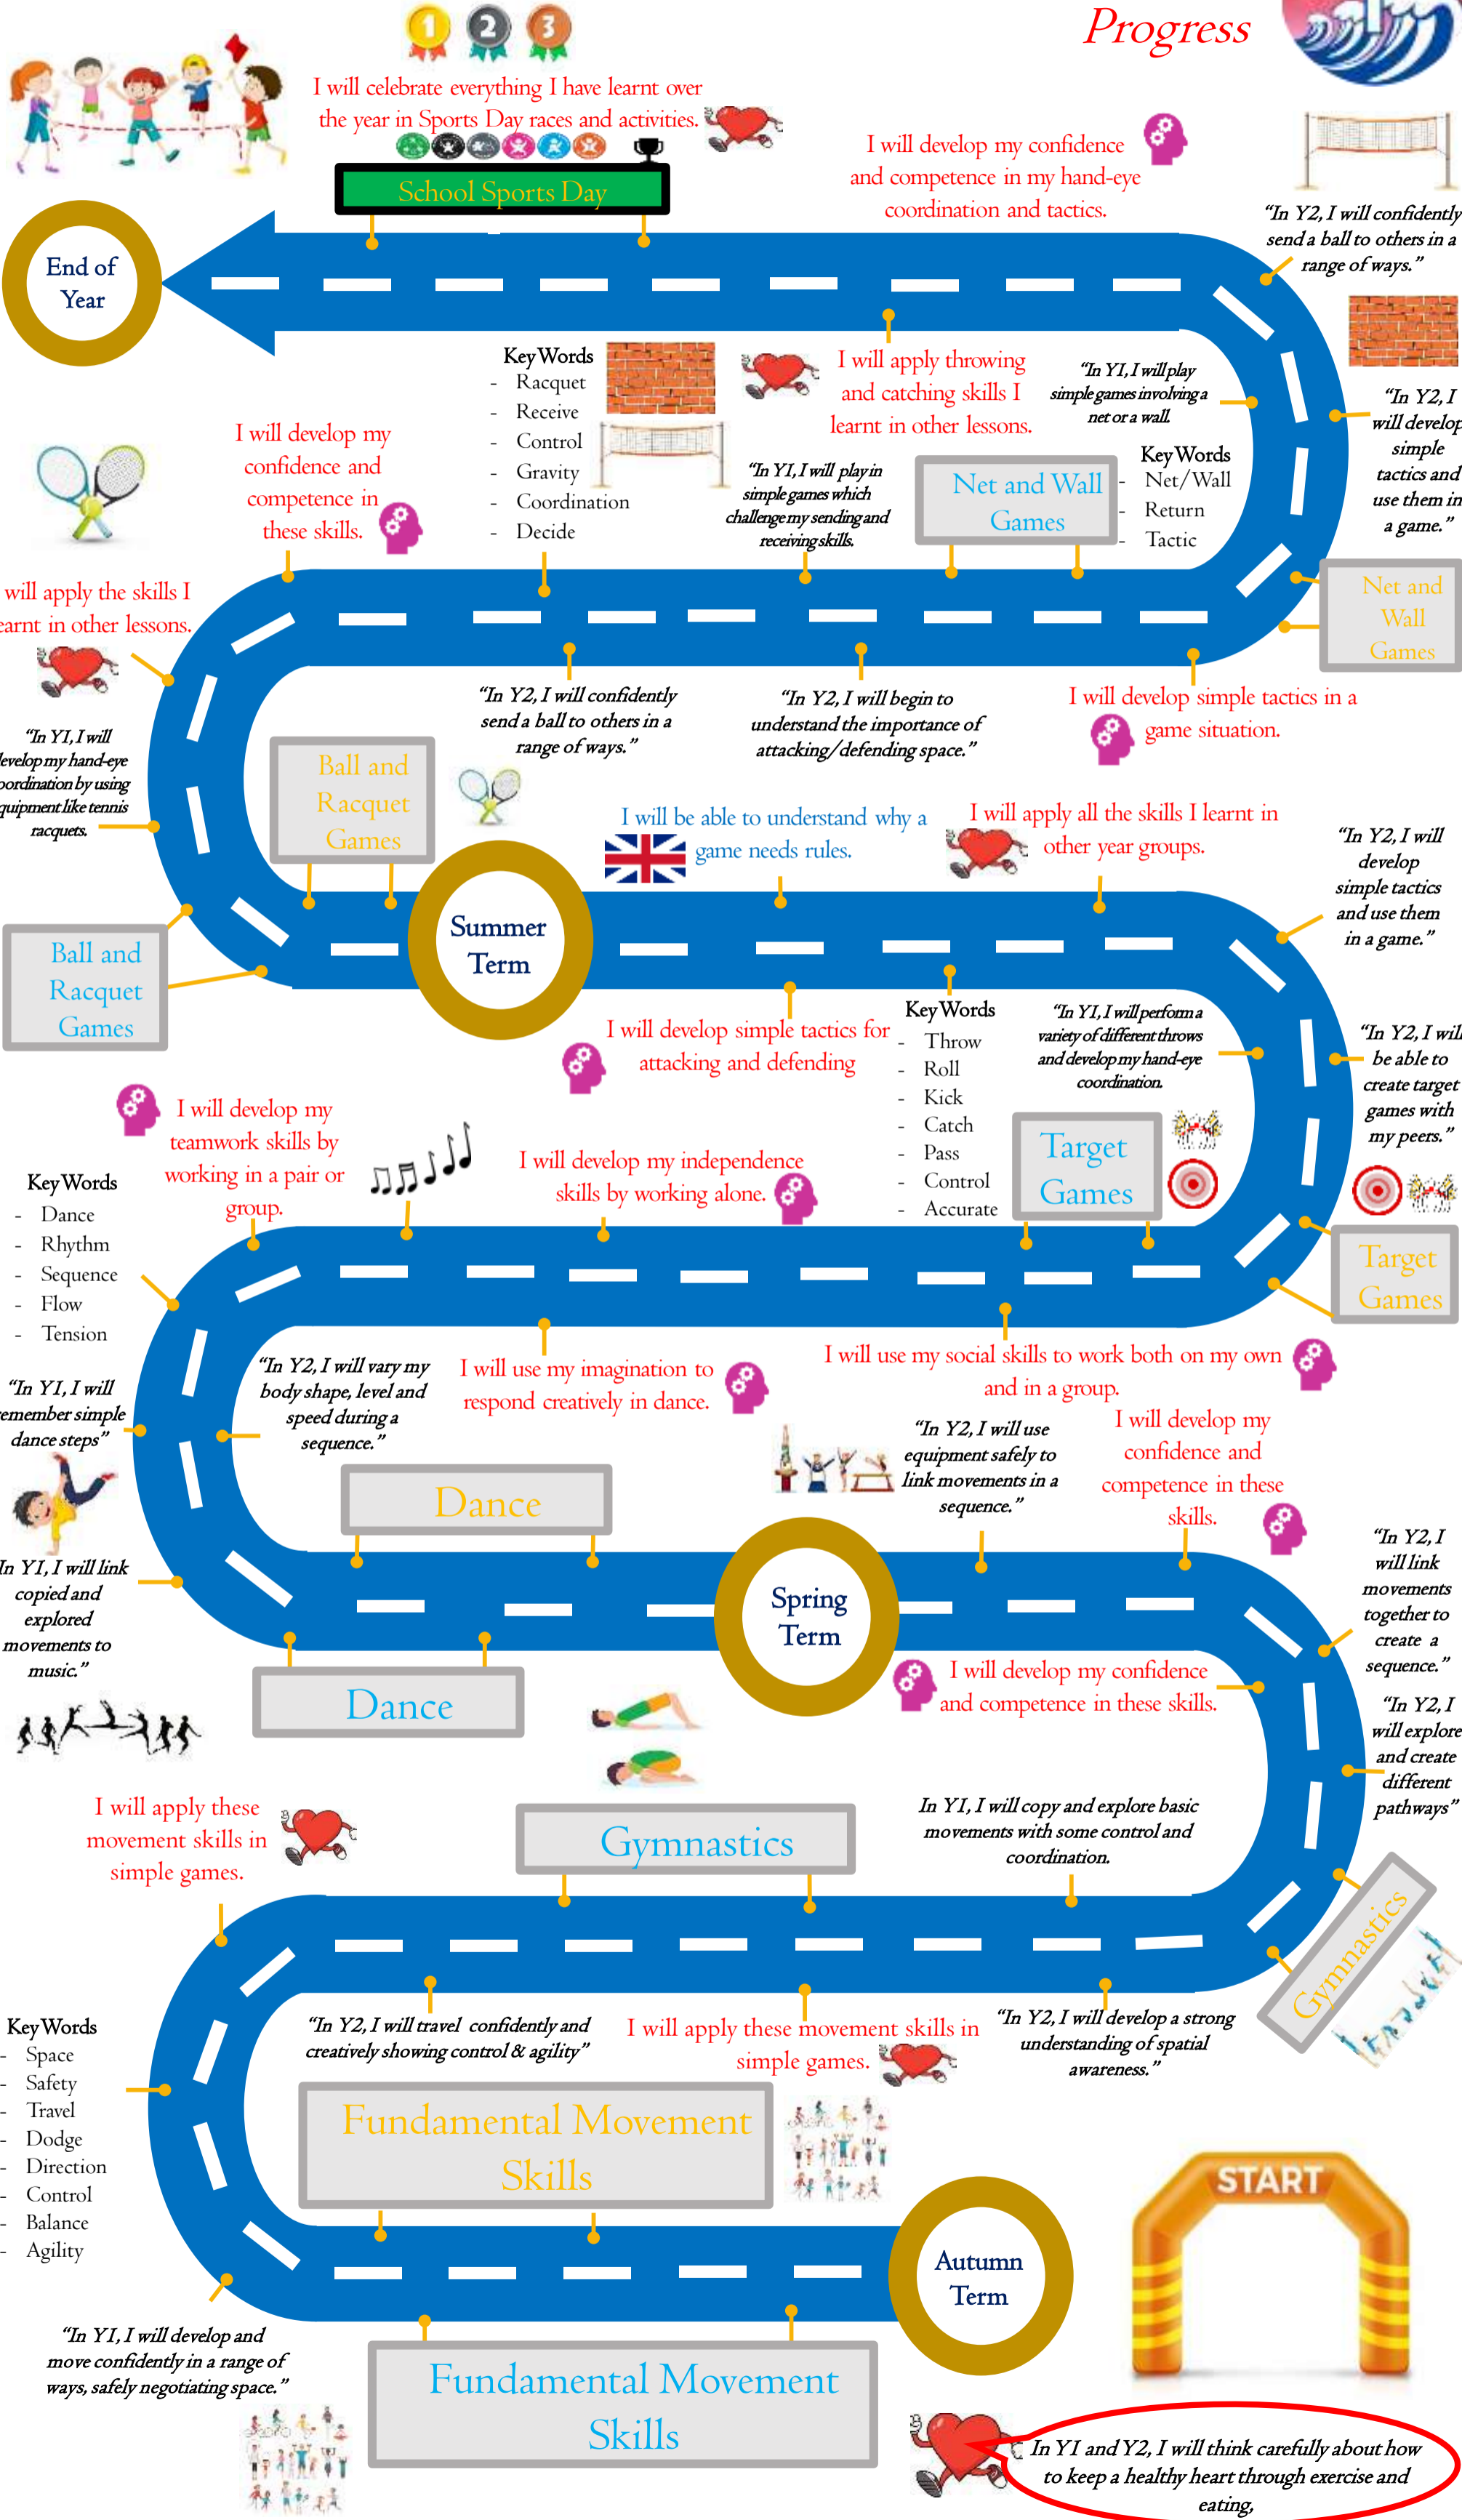 Progress
1 2 3
I will celebrate everything I have learnt over
the year in Sports Day races and activities.
School Sports Day
I will develop my confidence
and competence in my hand-eye
coordination and tactics.
“In Y2, I will confidently
send a ball to others in a
range of ways.”
End of
Year
Key Words
- Racquet
- Receive
- Control
- Gravity
- Coordination
- Decide
I will apply throwing
and catching skills I
learnt in other lessons.
“In Y1, I will play
simple games involving a
net or a wall.
“In Y2, I
will develop
simple
tactics and
use them in
a game.”
I will develop my
confidence and
competence in
these skills.
“In Y1, I will play in
simple games which
challenge my sending and
receiving skills.
Net and Wall
Games
Key Words
- Net/Wall
- Return
- Tactic
Net and
Wall
Games
will apply the skills I
earnt in other lessons.
“In Y1, I will
develop my hand-eye
oordination by using
quipment like tennis
racquets.
“In Y2, I will confidently
send a ball to others in a
range of ways.”
“In Y2, I will begin to
understand the importance of
attacking/defending space.”
I will develop simple tactics in a
game situation.
Ball and
Racquet
Games
I will be able to understand why a
game needs rules.
I will apply all the skills I learnt in
other year groups.
“In Y2, I will
develop
simple tactics
and use them
in a game.”
Summer
Term
Ball and
Racquet
Games
I will develop simple tactics for
attacking and defending
Key Words
- Throw
- Roll
- Kick
- Catch
- Pass
- Control
- Accurate
“In Y1, I will perform a
variety of different throws
and develop my hand-eye
coordination.
“In Y2, I will
be able to
create target
games with
my peers.”
Target
Games
Target
Games
I will develop my
teamwork skills by
working in a pair or
group.
I will develop my independence
skills by working alone.
Key Words
- Dance
- Rhythm
- Sequence
- Flow
- Tension
“In Y1, I will
remember simple
dance steps”
“In Y2, I will vary my
body shape, level and
speed during a
sequence.”
I will use my imagination to
respond creatively in dance.
I will use my social skills to work both on my own
and in a group.
“In Y2, I will use
equipment safely to
link movements in a
sequence.”
I will develop my
confidence and
competence in these
skills.
Dance
In Y1, I will link
copied and
explored
movements to
music.”
Spring
Term
“In Y2, I
will link
movements
together to
create a
sequence.”
Dance
I will develop my confidence
and competence in these skills.
“In Y2, I
will explore
and create
different
pathways”
I will apply these
movement skills in
simple games.
Gymnastics
In Y1, I will copy and explore basic
movements with some control and
coordination.
Gymnastics
Key Words
- Space
- Safety
- Travel
- Dodge
- Direction
- Control
- Balance
- Agility
“In Y2, I will travel confidently and
creatively showing control & agility”
I will apply these movement skills in
simple games.
“In Y2, I will develop a strong
understanding of spatial
awareness.”
Fundamental Movement
Skills
Autumn
Term
START
“In Y1, I will develop and
move confidently in a range of
ways, safely negotiating space.”
Fundamental Movement
Skills
In Y1 and Y2, I will think carefully about how
to keep a healthy heart through exercise and
eating,